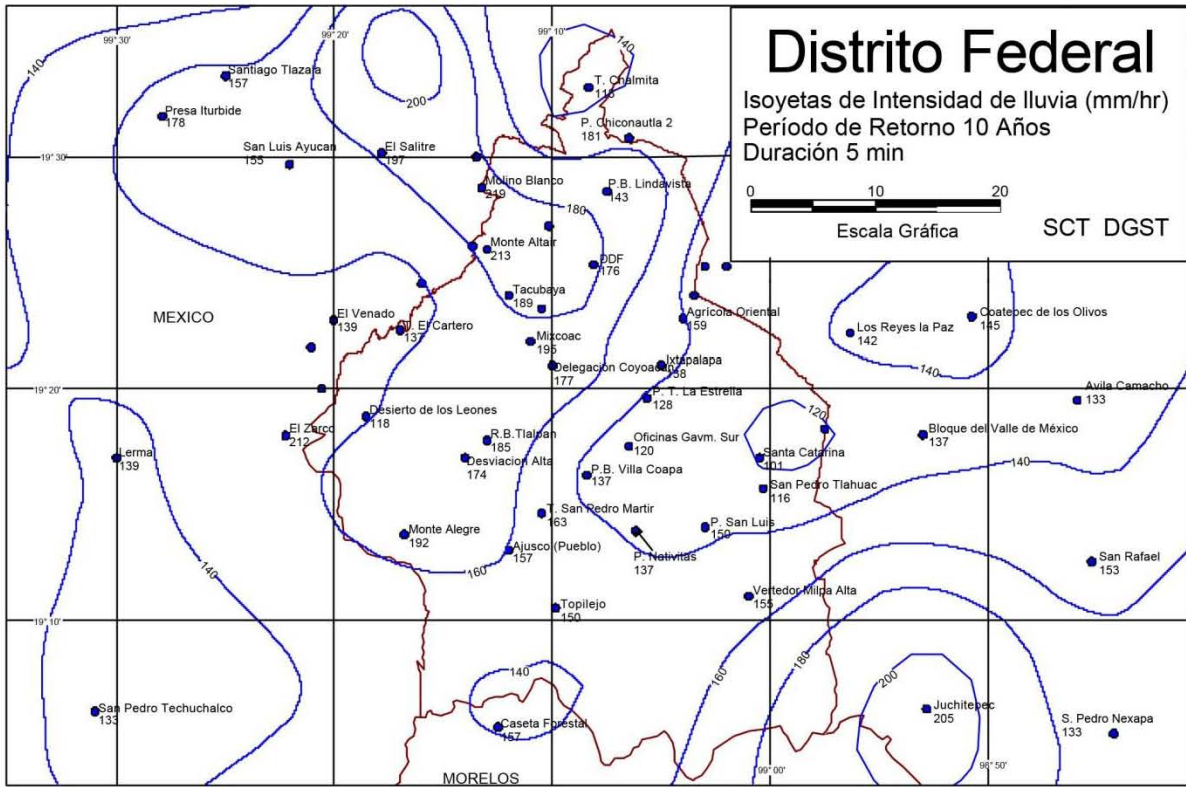 Distrito Federal
Isoyetas de Intensidad de lluvia (mm/hr)
Período de Retorno 10 Años
Duración 5 min
0 10 20
Escala Gráfica
SCT DGST
99° 30'
99° 20'
99° 10'
140
140
200
Santiago Tlazala
157
T. Chalmita
Presa Iturbide
178
P. Chiconautla 2
181
San Luis Ayucan
155
El Salitre
197
19° 30'
Molino Blanco
219
P.B. Lindavista
143
180
160
Monte Altair
213
DDF
176
Tacubaya
189
MEXICO
El Venado
139
T. El Cartero
137
Agrícola Oriental
159
Coatepec de los Olivos
145
Los Reyes la Paz
142
Mixcoac
195
Delegación Coyoacán
177
Ixtapalapa
140
19° 20'
P. T. La Estrella
128
Avila Camacho
133
Desierto de los Leones
118
120
El Zarco
212
R.B.Tlalpan
185
Oficinas Gavm. Sur
120
Bloque del Valle de México
137
Lerma
139
Desviación Alta
174
Santa Catarina
101
140
P.B. Villa Coapa
137
San Pedro Tlahuac
116
T. San Pedro Martir
163
Monte Alegre
192
P. San Luis
150
Ajusco (Pueblo)
157
P. Nativitas
137
San Rafael
153
140
160
Vertedor Milpa Alta
155
Topilejo
150
19° 10'
180
160
140
200
San Pedro Techuchalco
133
Juchitepec
205
Caseta Forestal
157
S. Pedro Nexapa
133
99° 00'
98° 50'
MORELOS